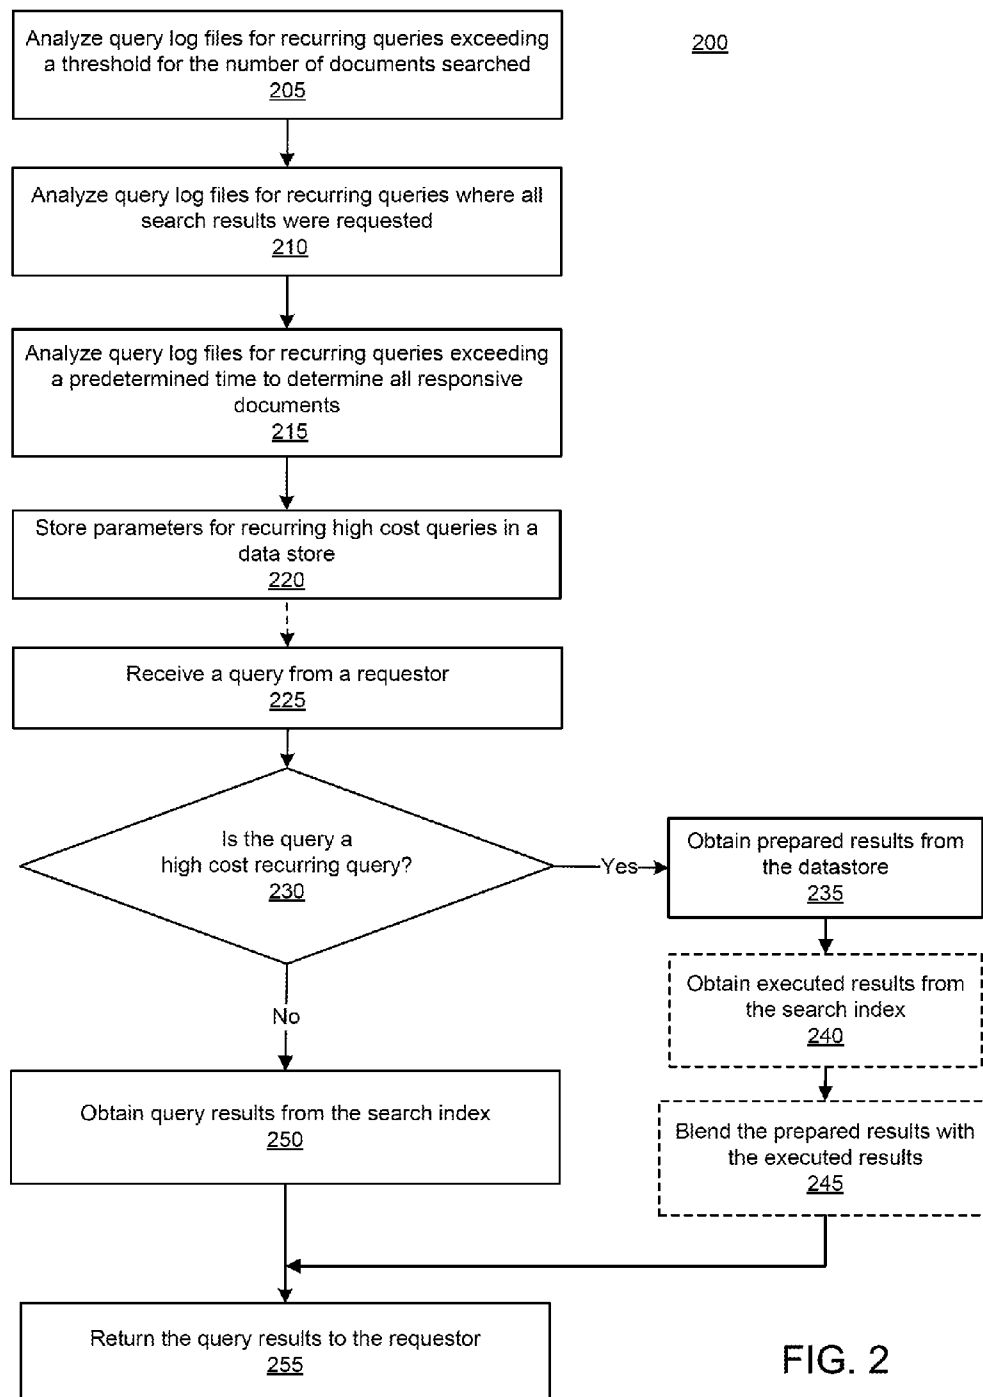 Analyze query log files for recurring queries exceeding
a threshold for the number of documents searched
205
200
Analyze query log files for recurring queries where all
search results were requested
210
Analyze query log files for recurring queries exceeding
a predetermined time to determine all responsive
documents
215
Store parameters for recurring high cost queries in a
data store
220
Receive a query from a requestor
225
Is the query a
high cost recurring query?
230
Yes
Obtain prepared results from
the datastore
235
Obtain executed results from
the search index
240
Blend the prepared results with
the executed results
245
No
Obtain query results from the search index
250
Return the query results to the requestor
255
FIG. 2